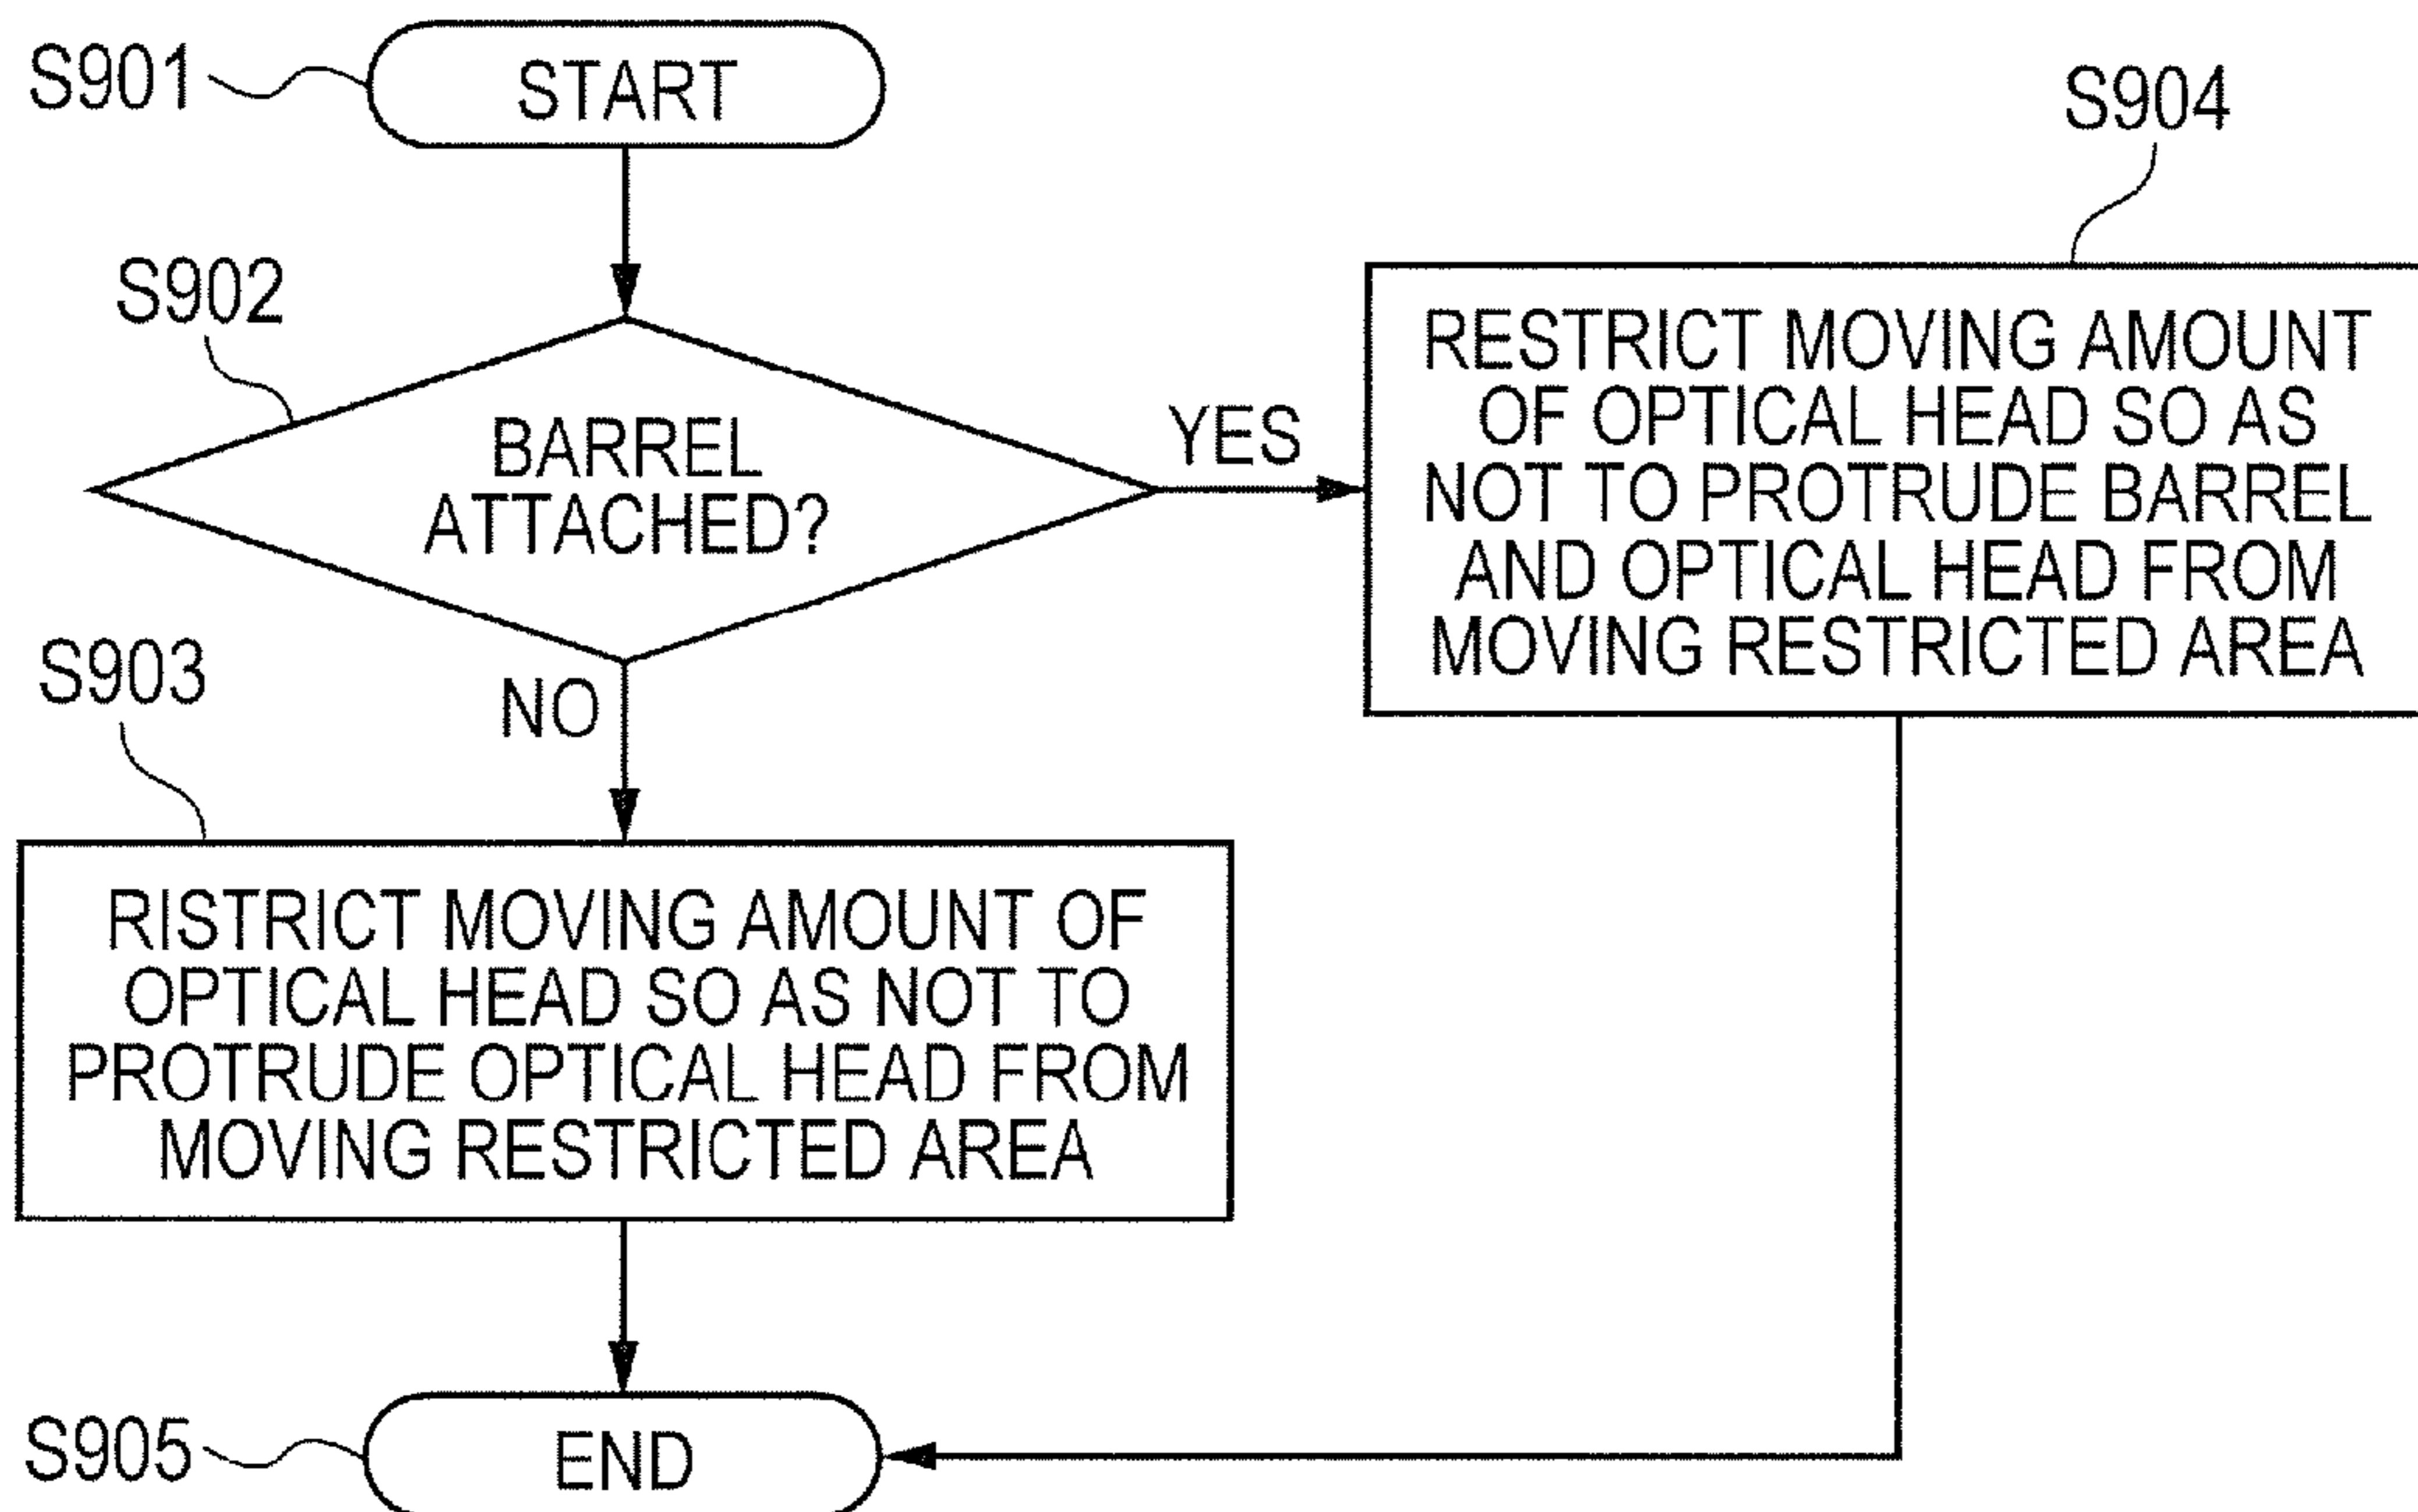 S901
START
S902
BARREL
ATTACHED?
YES
S904
RESTRICT MOVING AMOUNT
OF OPTICAL HEAD SO AS
NOT TO PROTRUDE BARREL
AND OPTICAL HEAD FROM
MOVING RESTRICTED AREA
NO
S903
RISTRICT MOVING AMOUNT OF
OPTICAL HEAD SO AS NOT TO
PROTRUDE OPTICAL HEAD FROM
MOVING RESTRICTED AREA
S905
END